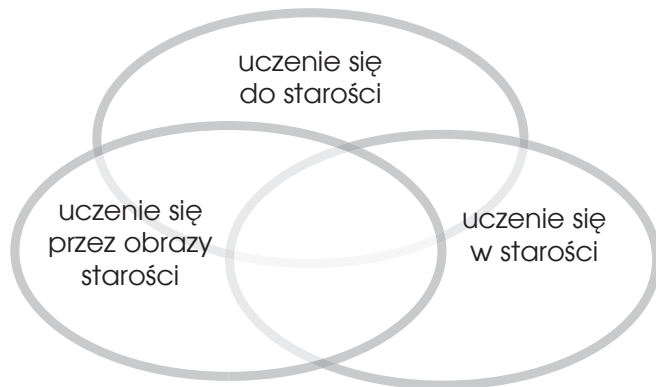 uczenie się
do starości
uczenie się
przez obrazy
starości
uczenie się
w starości